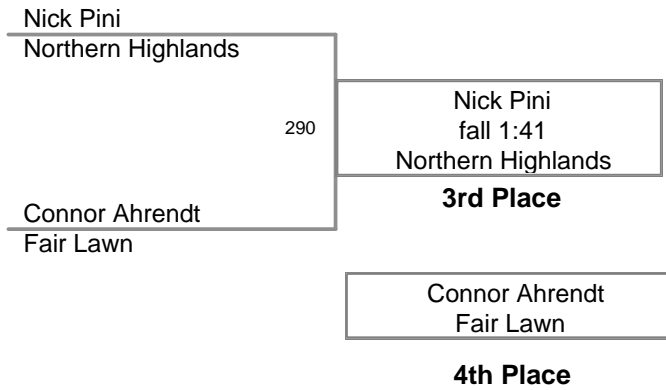 Nick Pini
Northern Highlands
290
Nick Pini
fall 1:41
Northern Highlands
3rd Place
Connor Ahrendt
Fair Lawn
Connor Ahrendt
Fair Lawn
4th Place